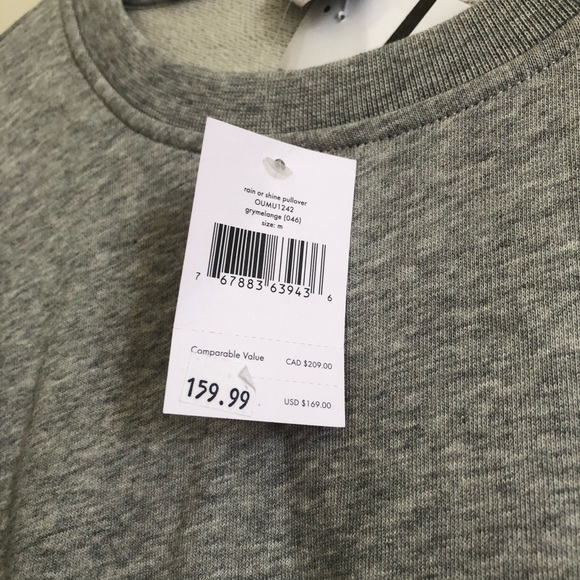 rain or shine pullover
OUMU1242
grymelange (046)
size: m
7 67883 63943 6
Comparable Value CAD $209.00
159.99 USD $169.00